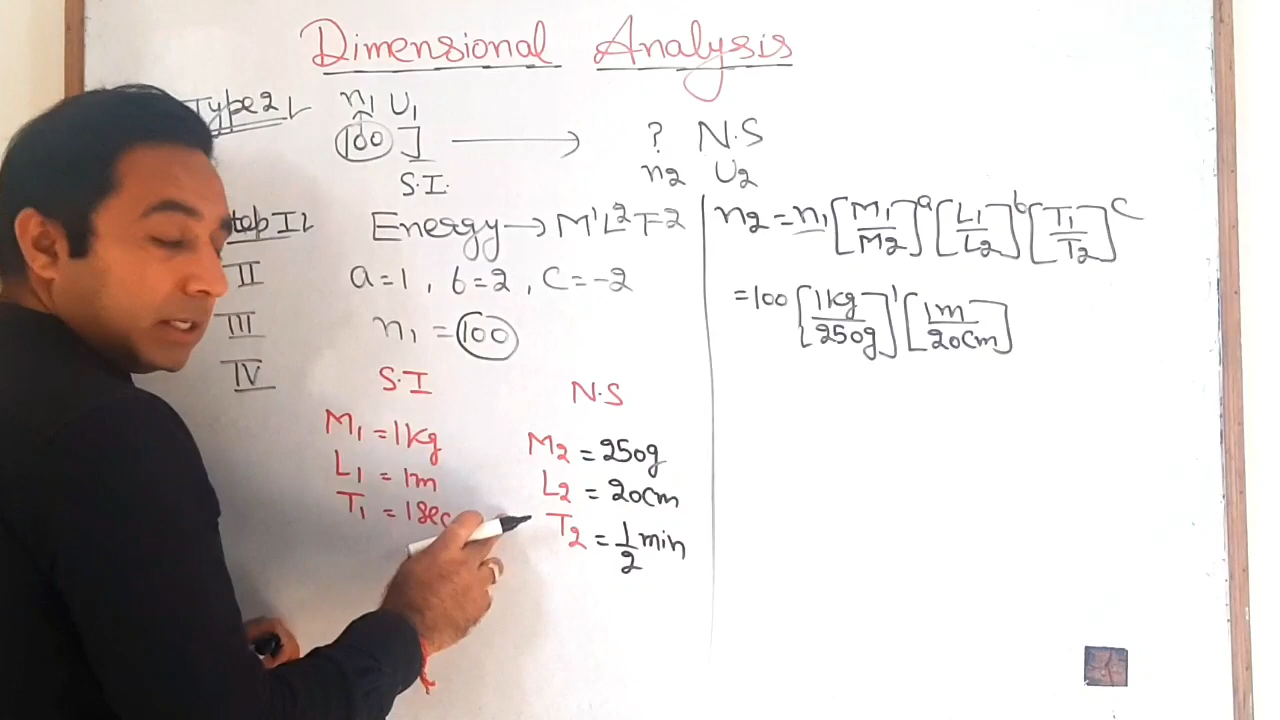 Dimensional Analysis
Type 2
n1 U1
100 J
S.I.
? N.S
n2 U2
Step I
Energy → M¹L²T-2
II
a=1, b=2, C=-2
III
n1 = 100
IV
S.I
M1 = 1kg
L1 = 1m
T1 = 1sec
N.S
M2 = 250g
L2 = 20cm
T2 = 1/2 min
n2 = n1 [M1/M2]^a [L1/L2]^b [T1/T2]^c
= 100 [1kg/250g]^1 [1m/20cm]